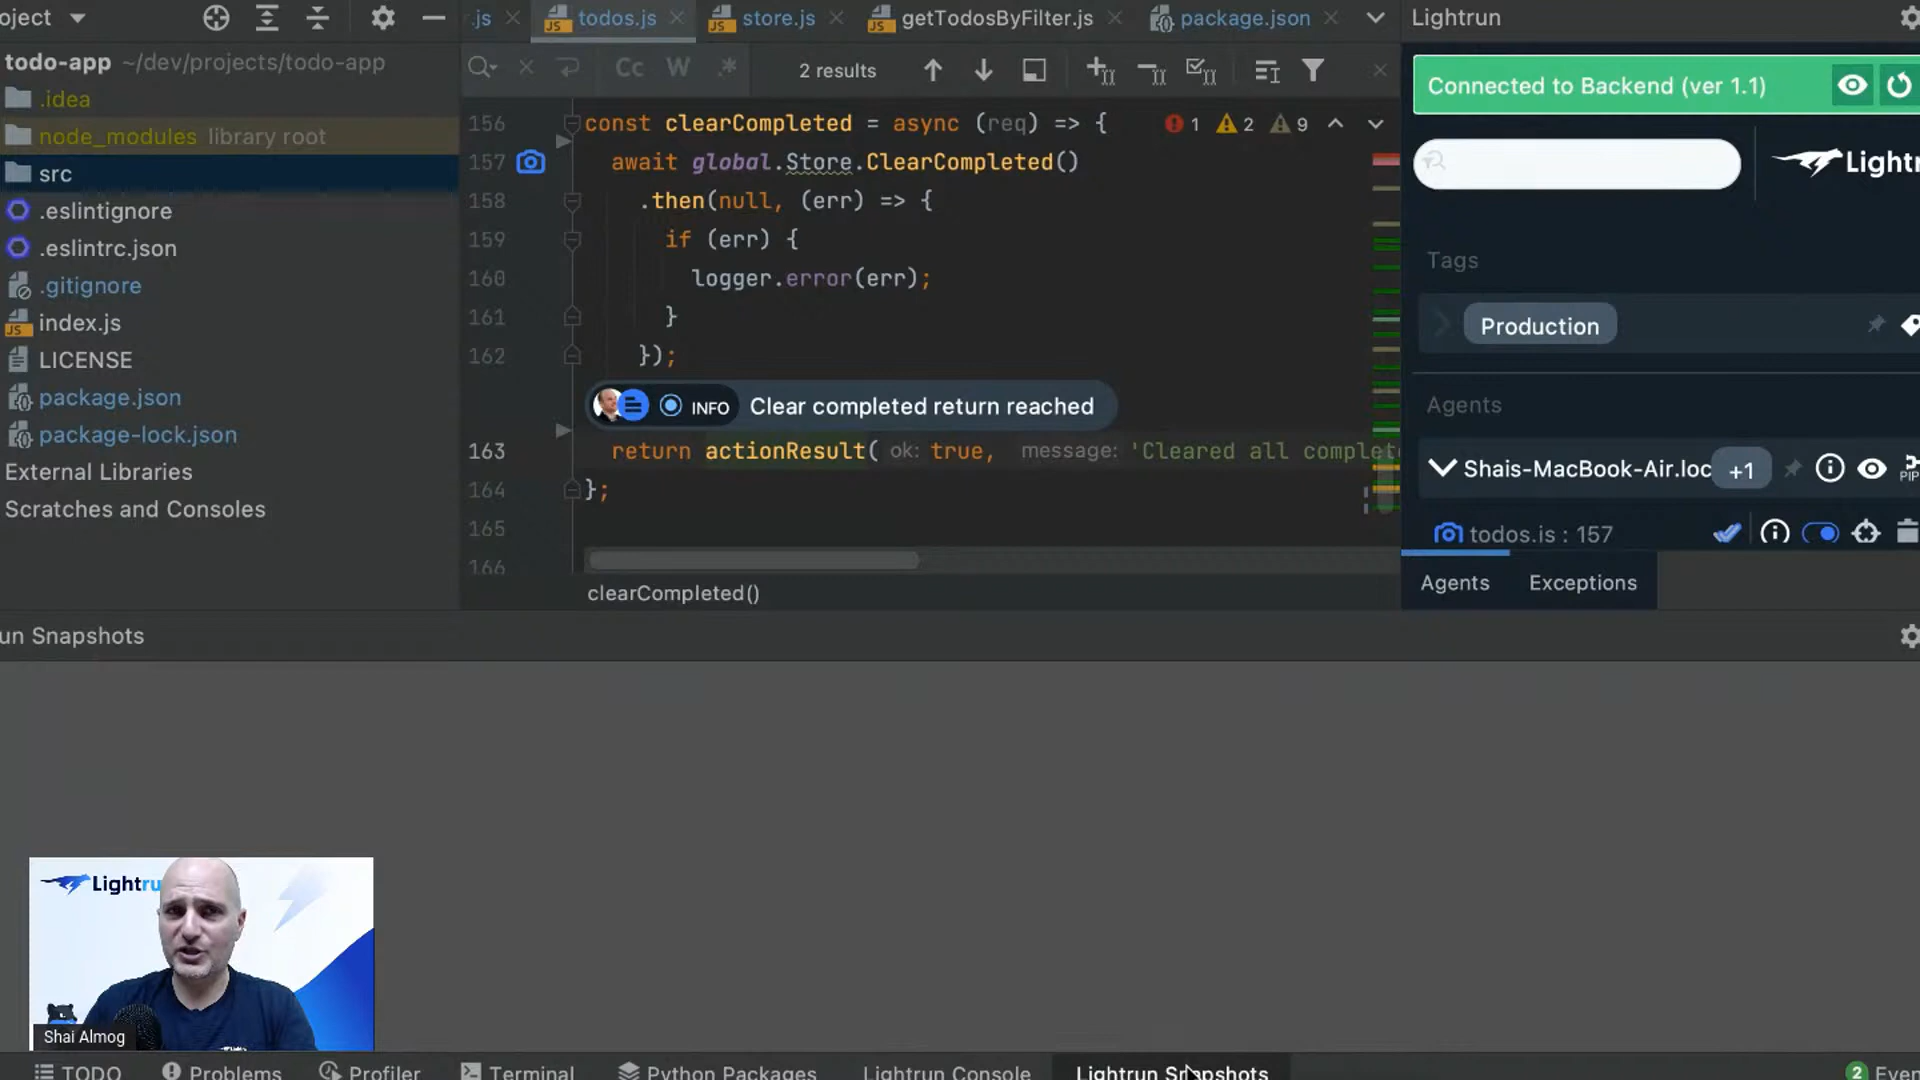 oject
.js
todos.js
store.js
getTodosByFilter.js
package.json
Lightrun
todo-app ~/dev/projects/todo-app
.idea
node_modules library root
src
.eslintignore
.eslintrc.json
.gitignore
index.js
LICENSE
package.json
package-lock.json
External Libraries
Scratches and Consoles
Cc W .* 2 results
156 const clearCompleted = async (req) => {
1 2 9
157 await global.Store.ClearCompleted()
158 .then(null, (err) => {
159 if (err) {
160 logger.error(err);
161 }
162 });
INFO Clear completed return reached
163 return actionResult( ok: true, message: 'Cleared all complet
164 };
165
166
clearCompleted()
Connected to Backend (ver 1.1)
Lightru
Tags
Production
Agents
Shais-MacBook-Air.loc +1
PIP
todos.js : 157
Agents Exceptions
un Snapshots
Lightru
Shai Almog
TODO Problems Profiler Terminal Python Packages Lightrun Console Lightrun Snapshots 2 Even